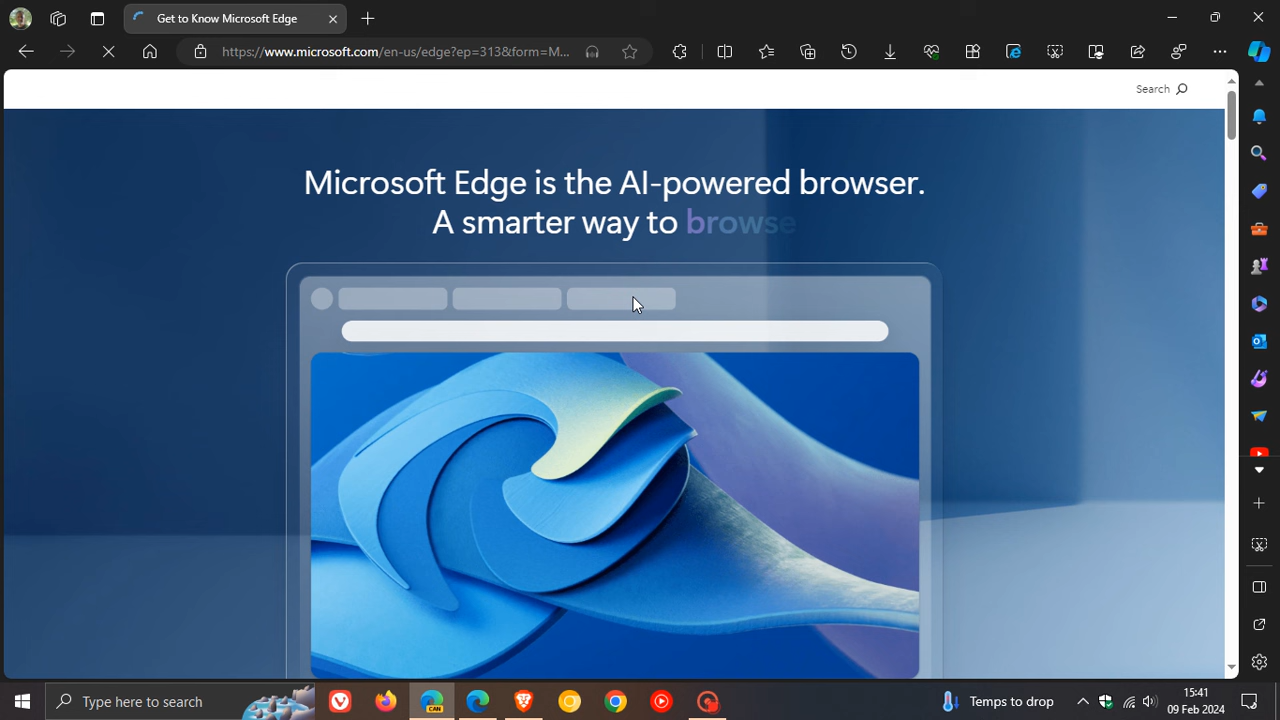 Get to Know Microsoft Edge
https://www.microsoft.com/en-us/edge?ep=313&form=M...
Search
Microsoft Edge is the AI-powered browser.
A smarter way to browse
Type here to search
CAN
Temps to drop
15:41
09 Feb 2024